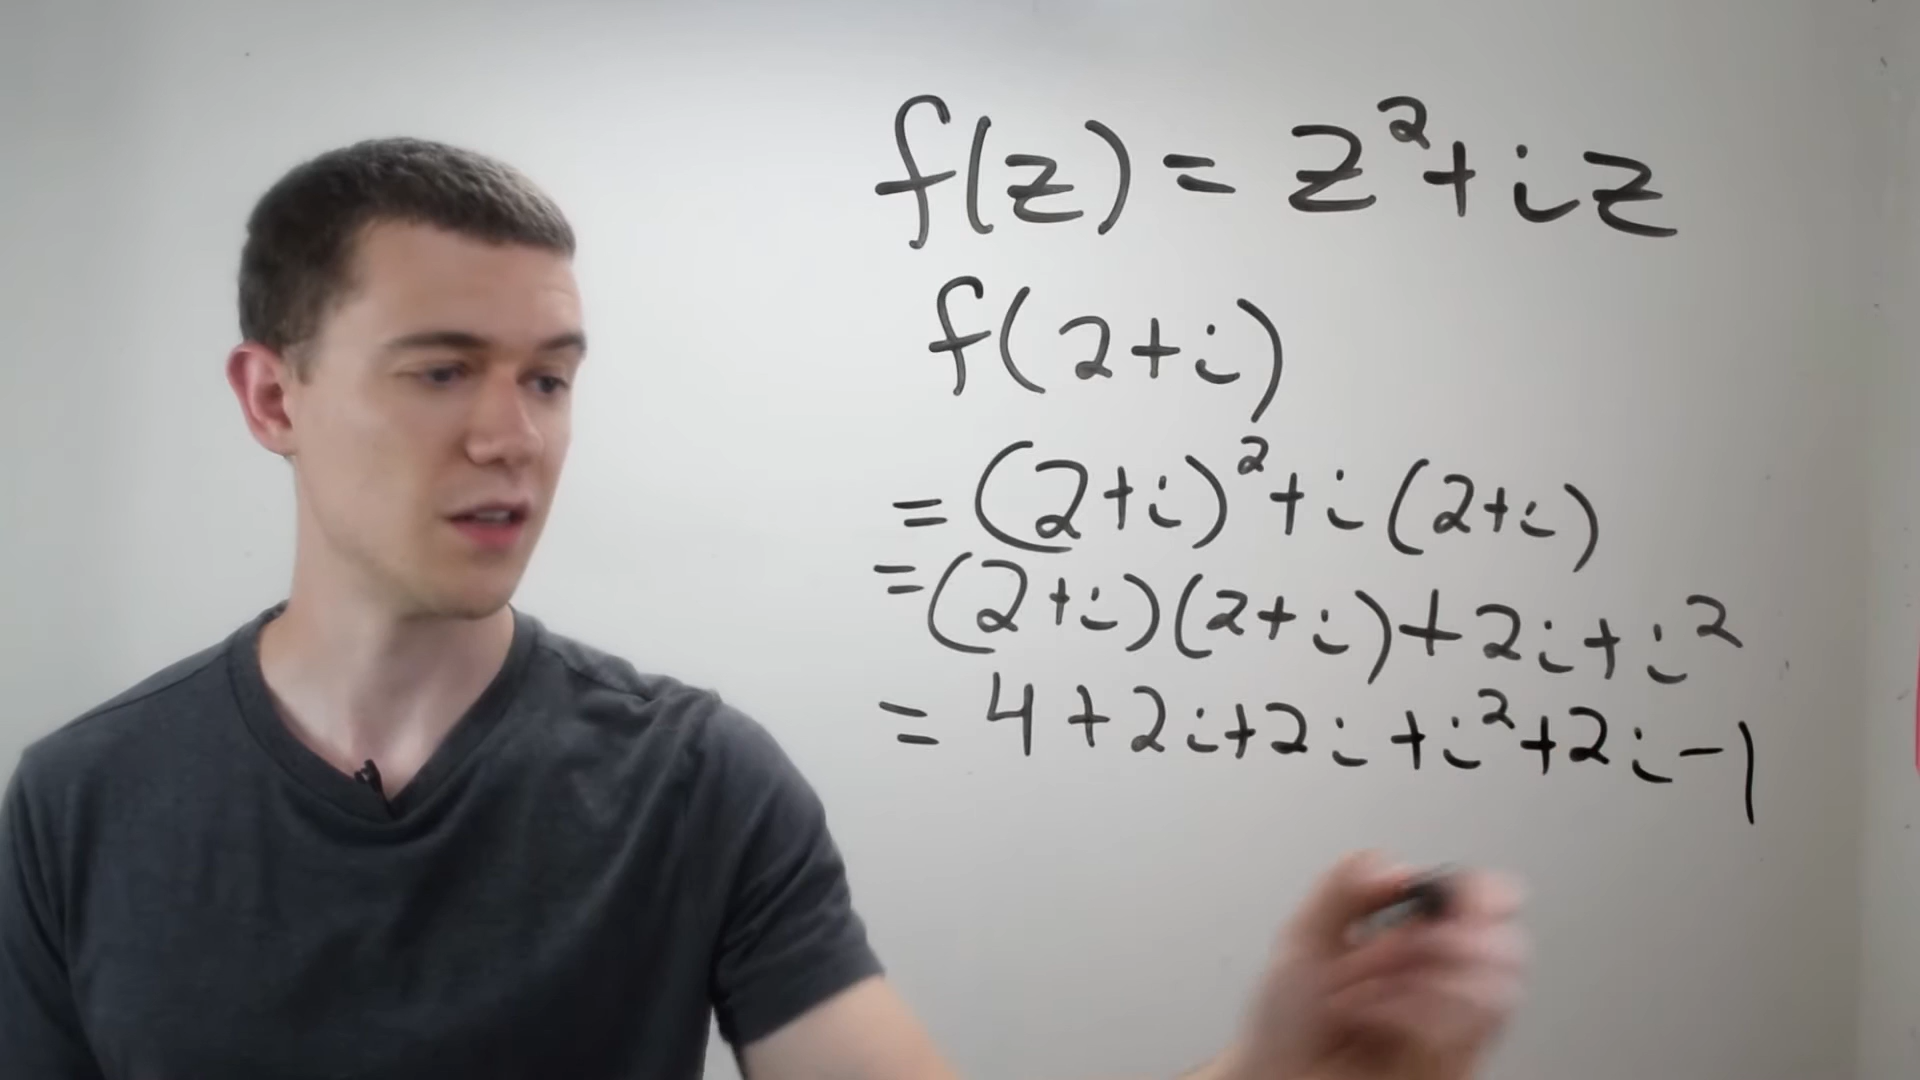 f(z) = z²+iz
f(2+i)
= (2+i)²+i(2+i)
=(2+i)(2+i)+2i+i²
= 4+2i+2i+i²+2i-1